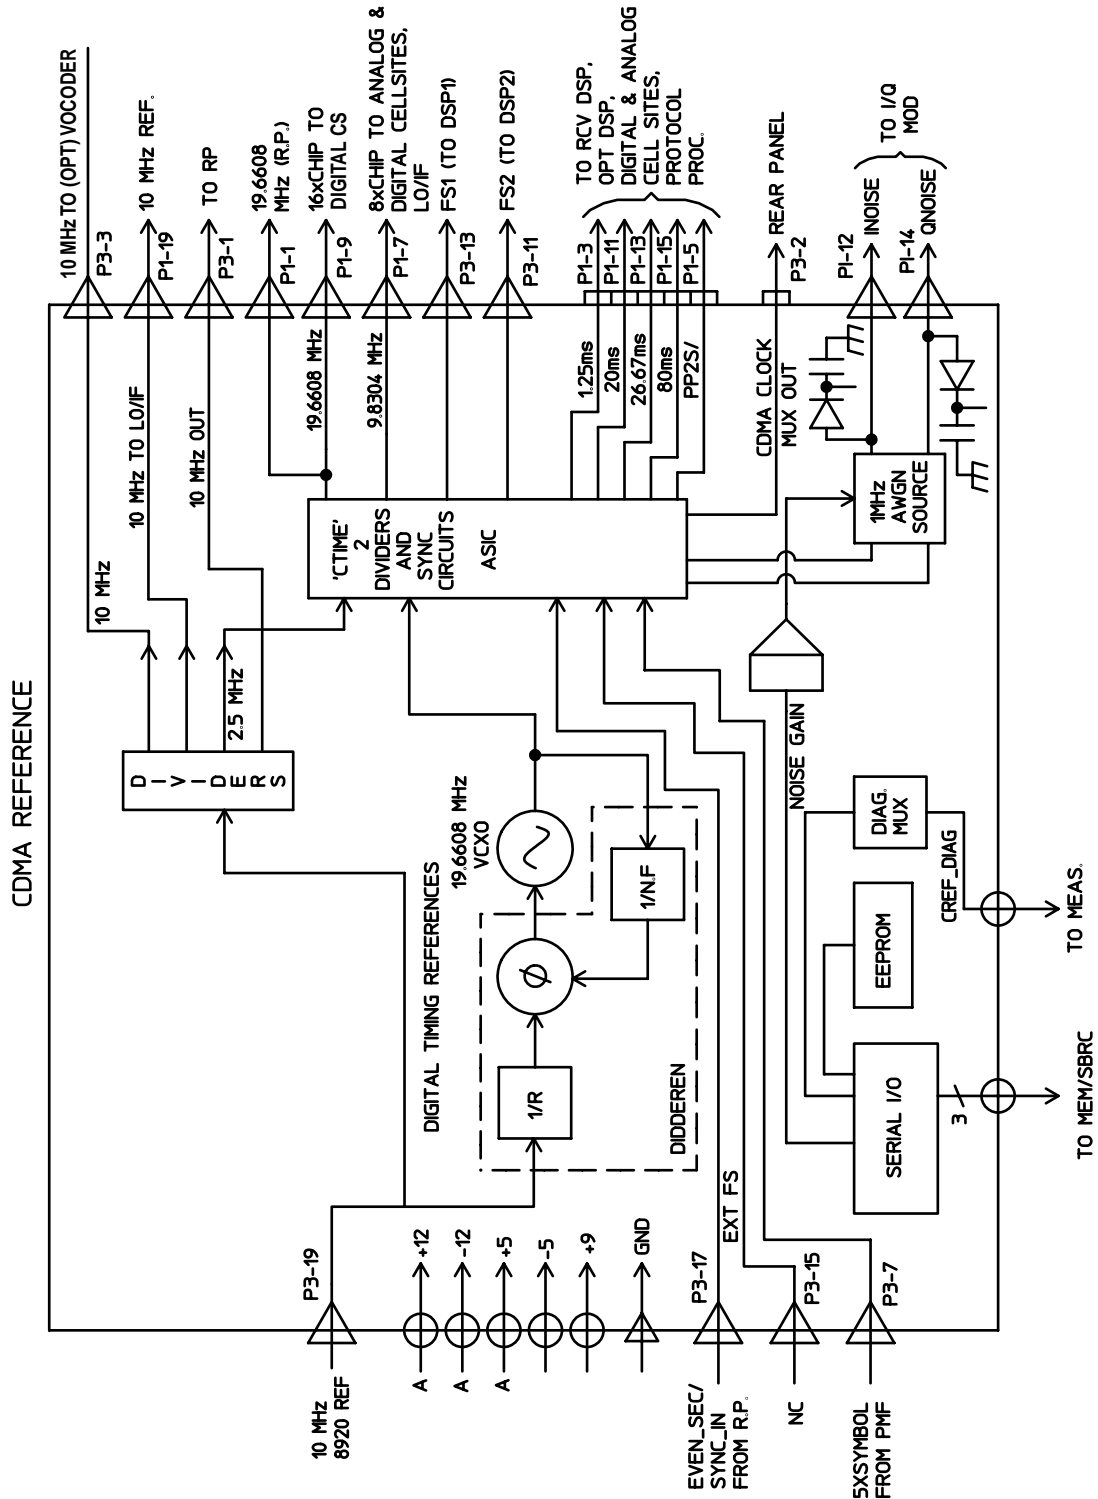 CDMA REFERENCE
10 MHz TO (OPT) VOCODER
P3-3
10 MHz REF.
P1-19
TO RP
P3-1
19.6608
MHz (R.P.)
P1-1
16xCHIP TO
DIGITAL CS
P1-9
8xCHIP TO ANALOG &
DIGITAL CELLSITES,
LO/IF
P1-7
FS1 (TO DSP1)
P3-13
FS2 (TO DSP2)
P3-11
TO RCV DSP,
OPT DSP,
DIGITAL & ANALOG
CELL SITES,
PROTOCOL
PROC.
P1-3
P1-11
P1-13
P1-15
P1-5
REAR PANEL
P3-2
TO I/Q
MOD
INOISE
PI-12
QNOISE
PI-14
10 MHz
10 MHz TO LO/IF
10 MHz OUT
2.5 MHz
19.6608 MHz
9.8304 MHz
1.25ms
20ms
26.67ms
80ms
PP2S/
CDMA CLOCK
MUX OUT
DIVIDERS
'CTIME'
2
DIVIDERS
AND
SYNC
CIRCUITS
ASIC
1MHz
AWGN
SOURCE
DIGITAL TIMING REFERENCES
19.6608 MHz
VCXO
1/N.F
Φ
1/R
DIDDEREN
NOISE GAIN
DIAG.
MUX
CREF_DIAG
TO MEAS.
EEPROM
SERIAL I/O
3
TO MEM/SBRC
10 MHz
8920 REF
P3-19
A
+12
A
-12
A
+5
-5
+9
GND
EVEN_SEC/
SYNC_IN
FROM R.P.
P3-17
EXT FS
NC
P3-15
5XSYMBOL
FROM PMF
P3-7